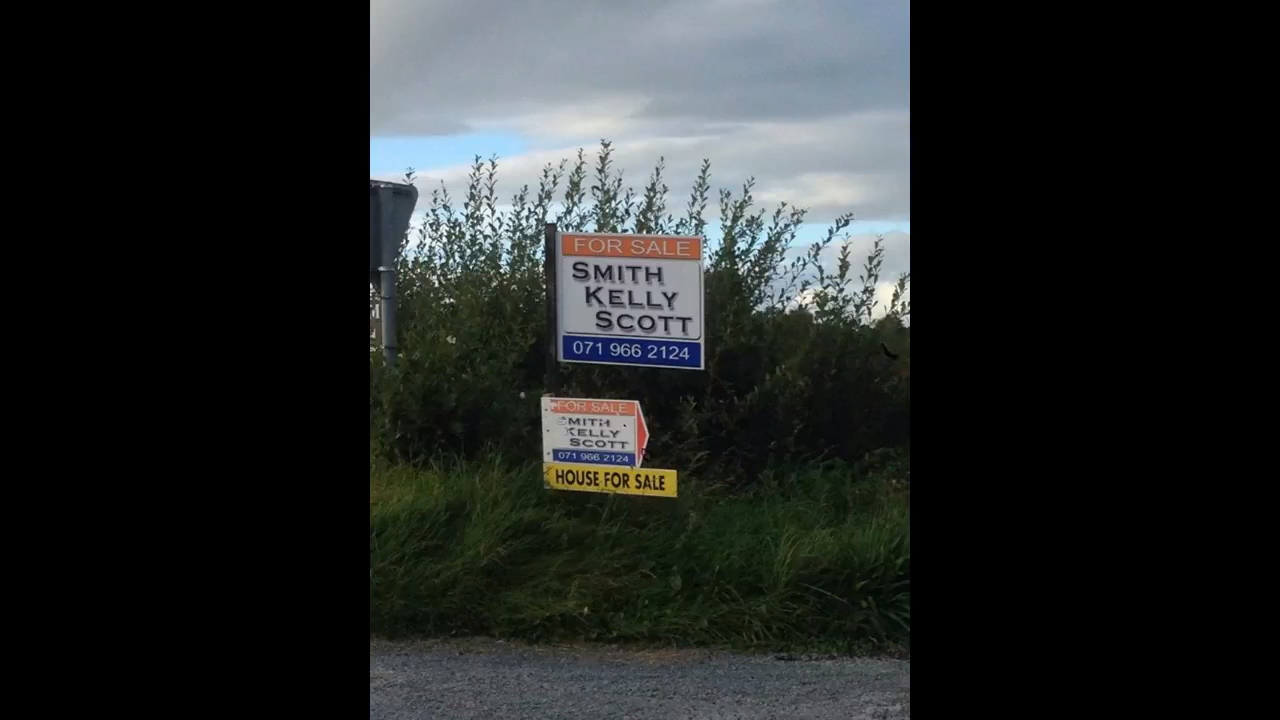 FOR SALE
SMITH
KELLY
SCOTT
071 966 2124
FOR SALE
SMITH
KELLY
SCOTT
071 966 2124
HOUSE FOR SALE